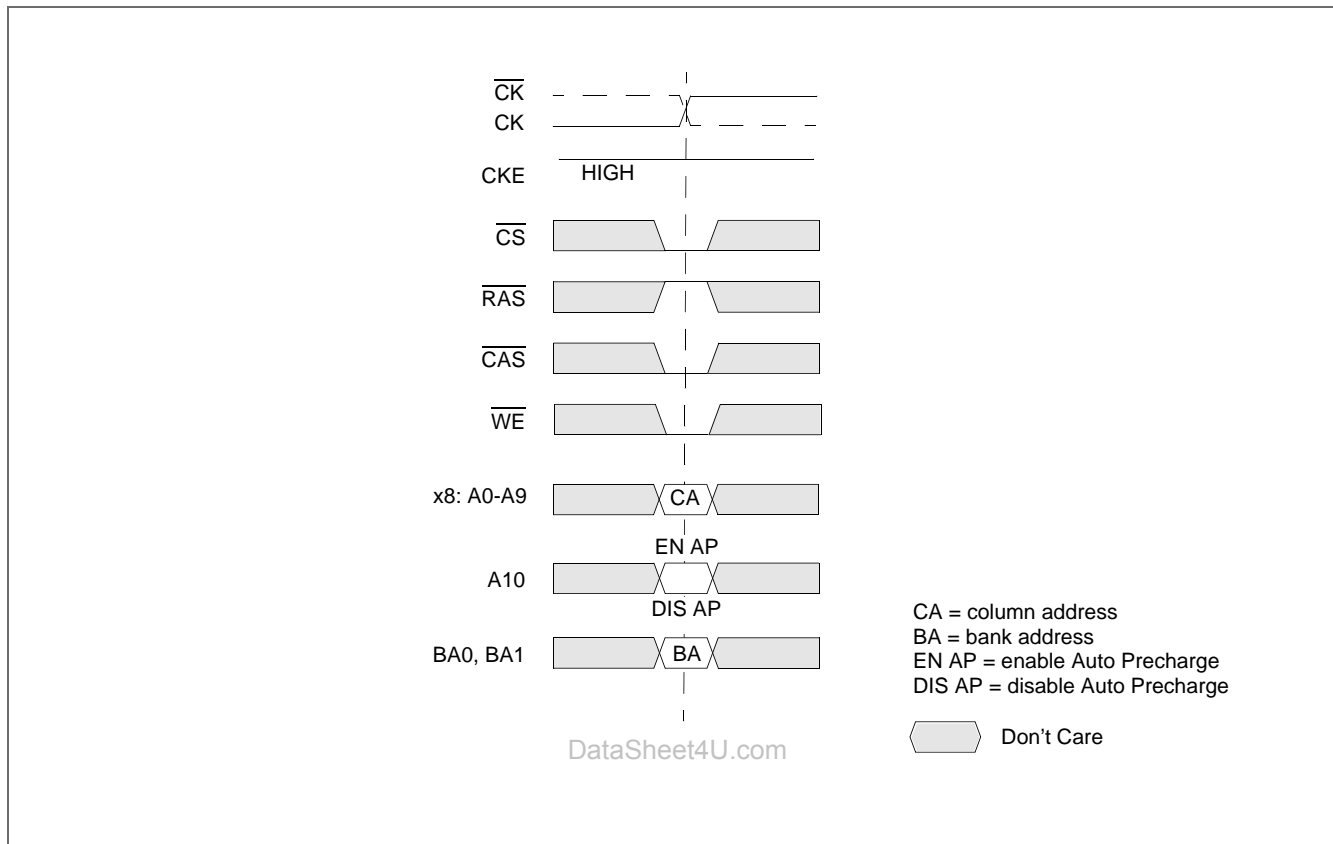 CK
CK
CKE HIGH
CS
RAS
CAS
WE
x8: A0-A9 CA
EN AP
A10
DIS AP
BA0, BA1 BA
CA = column address
BA = bank address
EN AP = enable Auto Precharge
DIS AP = disable Auto Precharge
Don't Care
DataSheet4U.com